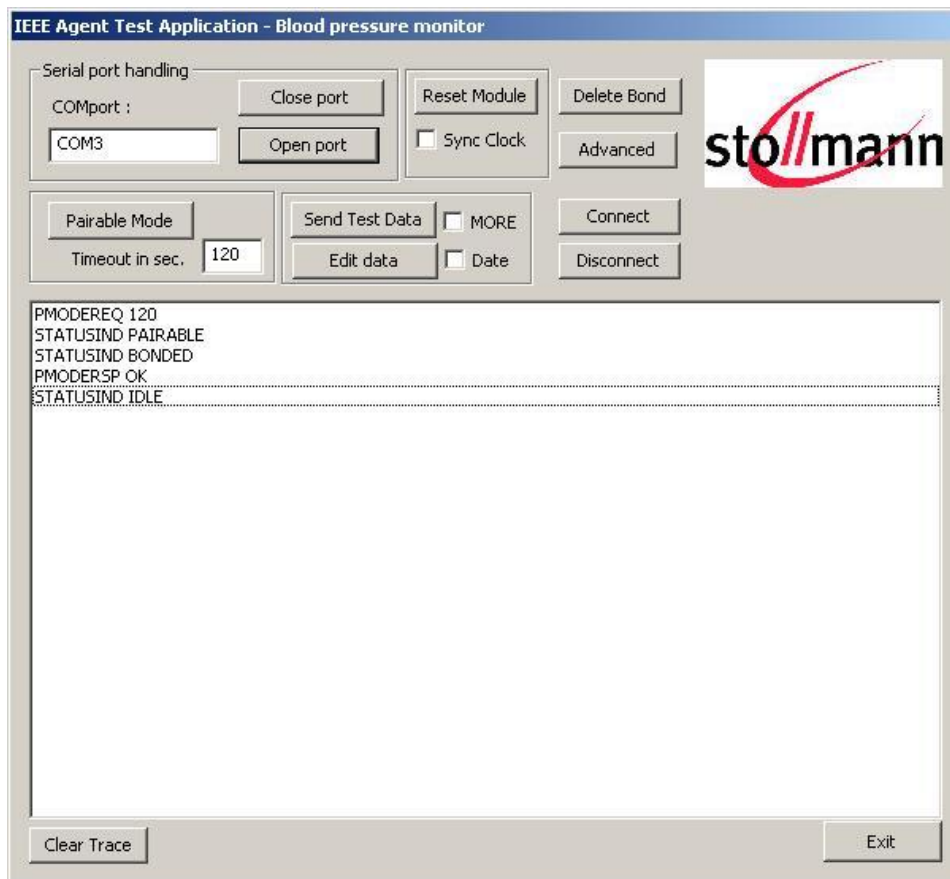 IEEE Agent Test Application - Blood pressure monitor
Serial port handling
COMport :
COM3
Close port
Open port
Reset Module
Sync Clock
Delete Bond
Advanced
stollmann
Pairable Mode
Timeout in sec.
120
Send Test Data
MORE
Edit data
Date
Connect
Disconnect
PMODEREQ 120
STATUSIND PAIRABLE
STATUSIND BONDED
PMODERSP OK
STATUSIND IDLE
Clear Trace
Exit